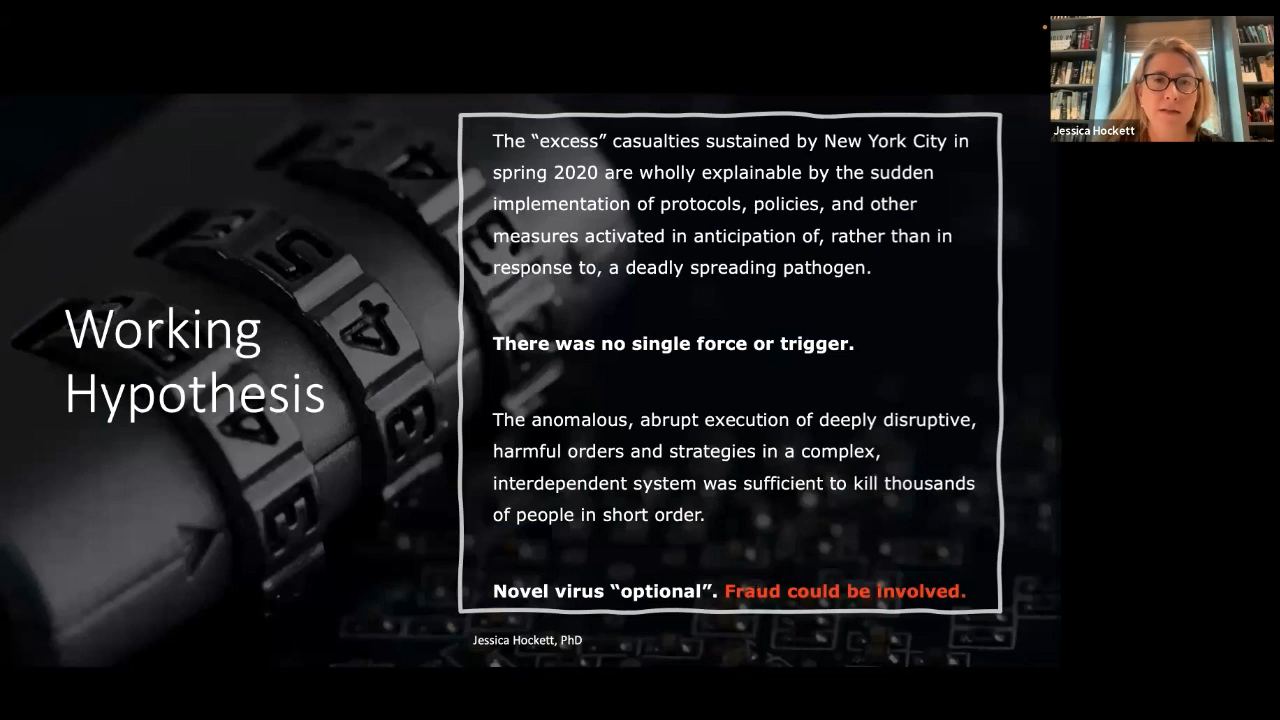 Jessica Hockett
Working
Hypothesis
The “excess” casualties sustained by New York City in
spring 2020 are wholly explainable by the sudden
implementation of protocols, policies, and other
measures activated in anticipation of, rather than in
response to, a deadly spreading pathogen.
There was no single force or trigger.
The anomalous, abrupt execution of deeply disruptive,
harmful orders and strategies in a complex,
interdependent system was sufficient to kill thousands
of people in short order.
Novel virus “optional”. Fraud could be involved.
Jessica Hockett, PhD